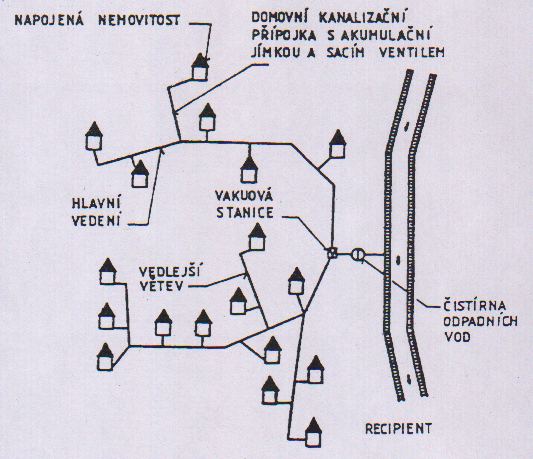 NAPOJENÁ NEMOVITOST
DOMOVNÍ KANALIZAČNÍ
PŘÍPOJKA S AKUMULAČNÍ
JÍMKOU A SACÍM VENTILEM
HLAVNÍ
VEDENÍ
VAKUOVÁ
STANICE
VEDLEJŠÍ
VĚTEV
ČISTÍRNA
ODPADNÍCH
VOD
RECIPIENT